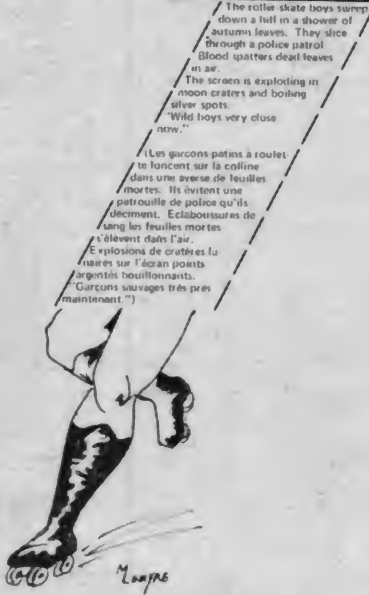 The roller skate boys sweep
down a hill in a shower of
autumn leaves. They slice
through a police patrol
Blood spatters dead leaves
in air.
The screen is exploding in
moon craters and boiling
silver spots.
"Wild boys very close
now."
(Les garçons patins à roulet-
te foncent sur la colline
dans une averse de feuilles
mortes. Ils évitent une
patrouille de police qu'ils
déciment. Eclaboussures de
sang les feuilles mortes
s'élèvent dans l'air.
Explosions de cratères lu-
naires sur l'écran points
argentés bouillonnants.
"Garçons sauvages très près
maintenant.")